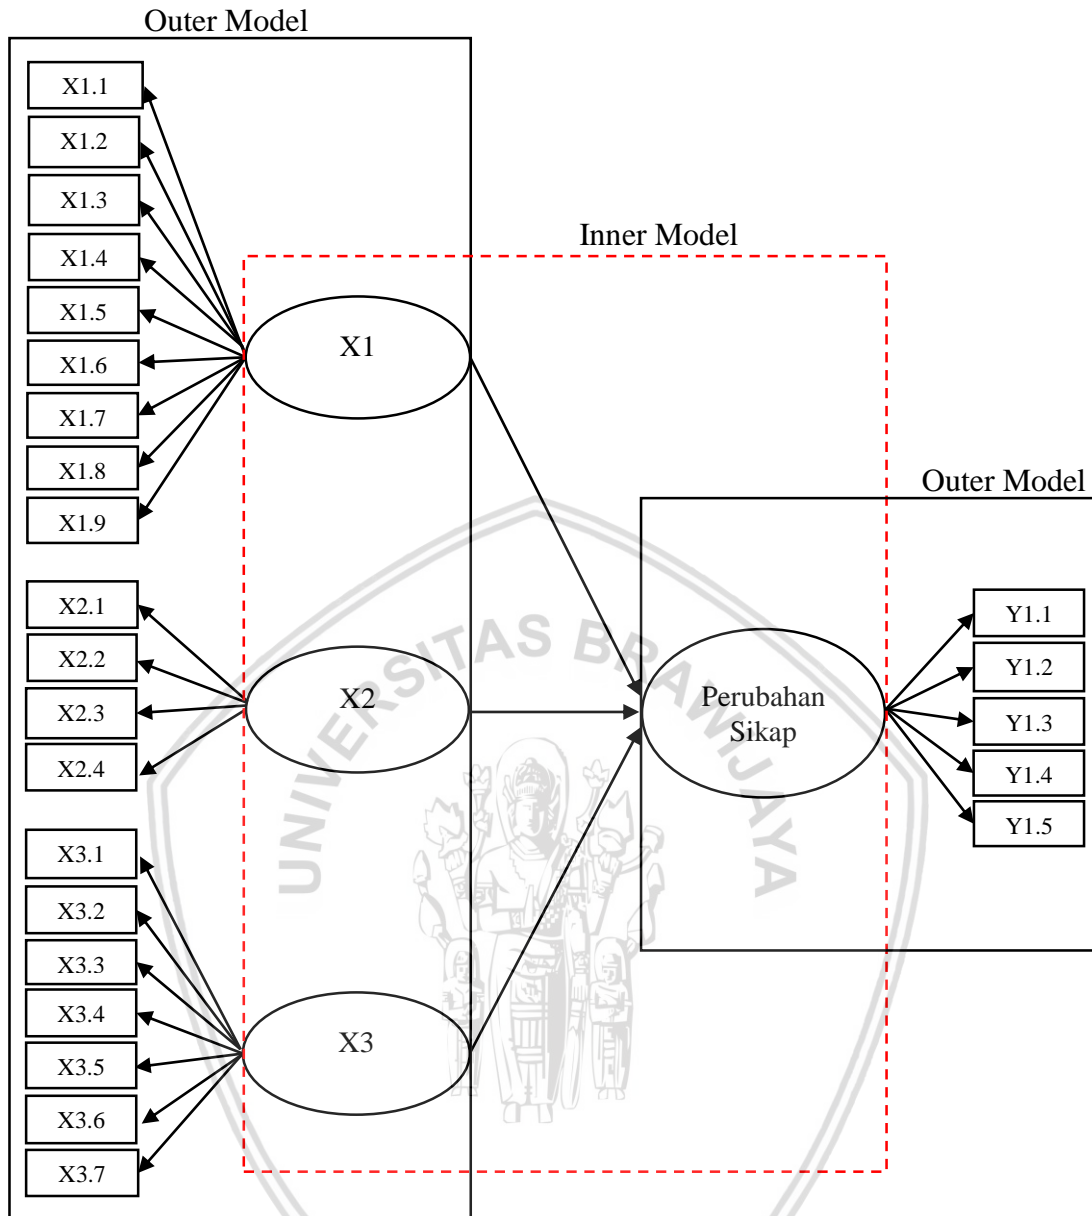 Outer Model
X1.1
X1.2
X1.3
X1.4
X1.5
X1.6
X1.7
X1.8
X1.9
X1
Inner Model
X2.1
X2.2
X2.3
X2.4
X2
X3.1
X3.2
X3.3
X3.4
X3.5
X3.6
X3.7
X3
Outer Model
Perubahan
Sikap
Y1.1
Y1.2
Y1.3
Y1.4
Y1.5
UNIVERSITAS BRAWIJAYA